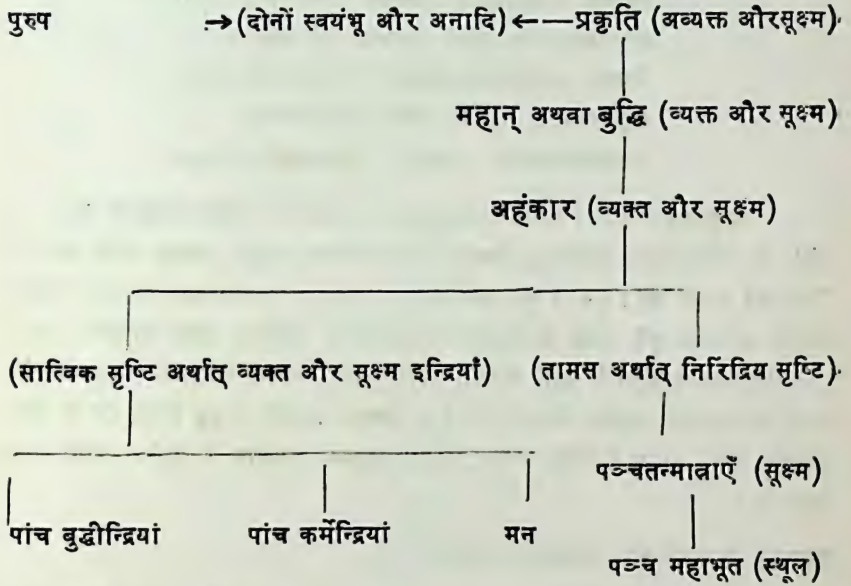 पुरुष → (दोनों स्वयंभू और अनादि) ←— प्रकृति (अव्यक्त और सूक्ष्म)
महान् अथवा बुद्धि (व्यक्त और सूक्ष्म)
अहंकार (व्यक्त और सूक्ष्म)
(सात्विक सृष्टि अर्थात् व्यक्त और सूक्ष्म इन्द्रियाँ) (तामस अर्थात् निरिंद्रिय सृष्टि)
पञ्चतन्मात्राएँ (सूक्ष्म)
पांच बुद्धीन्द्रियां पांच कर्मेन्द्रियां मन
पञ्च महाभूत (स्थूल)